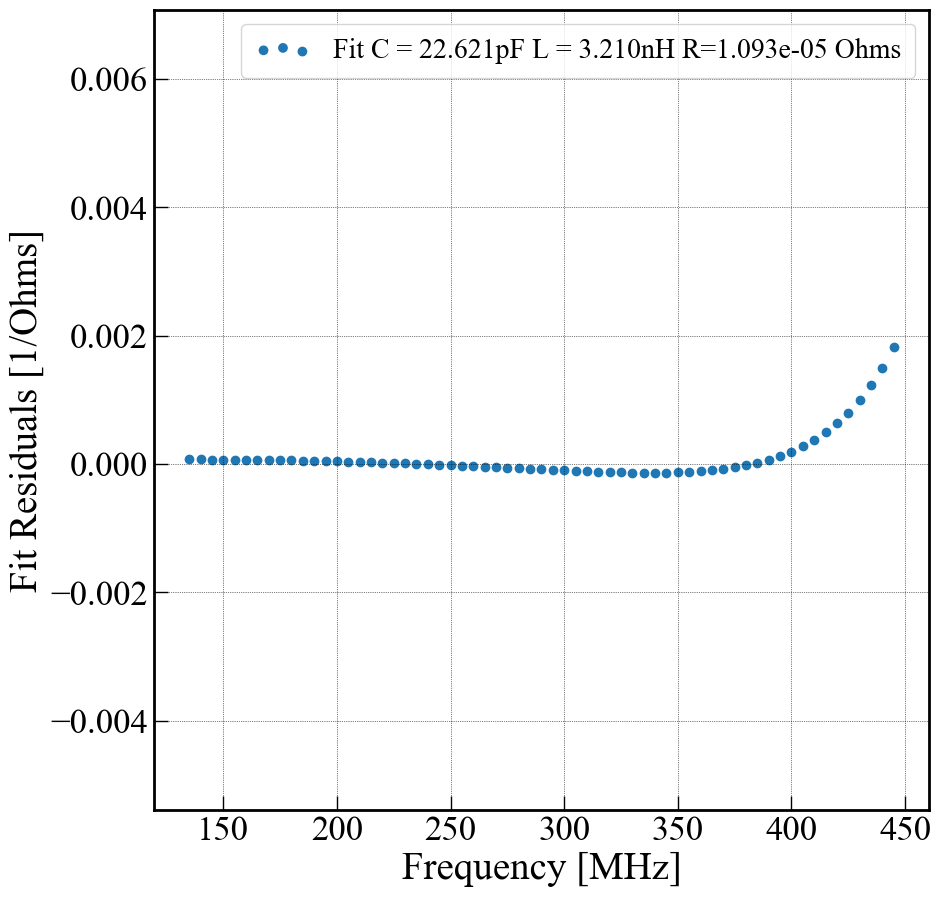 Fit C = 22.621pF L = 3.210nH R=1.093e-05 Ohms
0.006
0.004
0.002
0.000
−0.002
−0.004
Fit Residuals [1/Ohms]
150 200 250 300 350 400 450
Frequency [MHz]